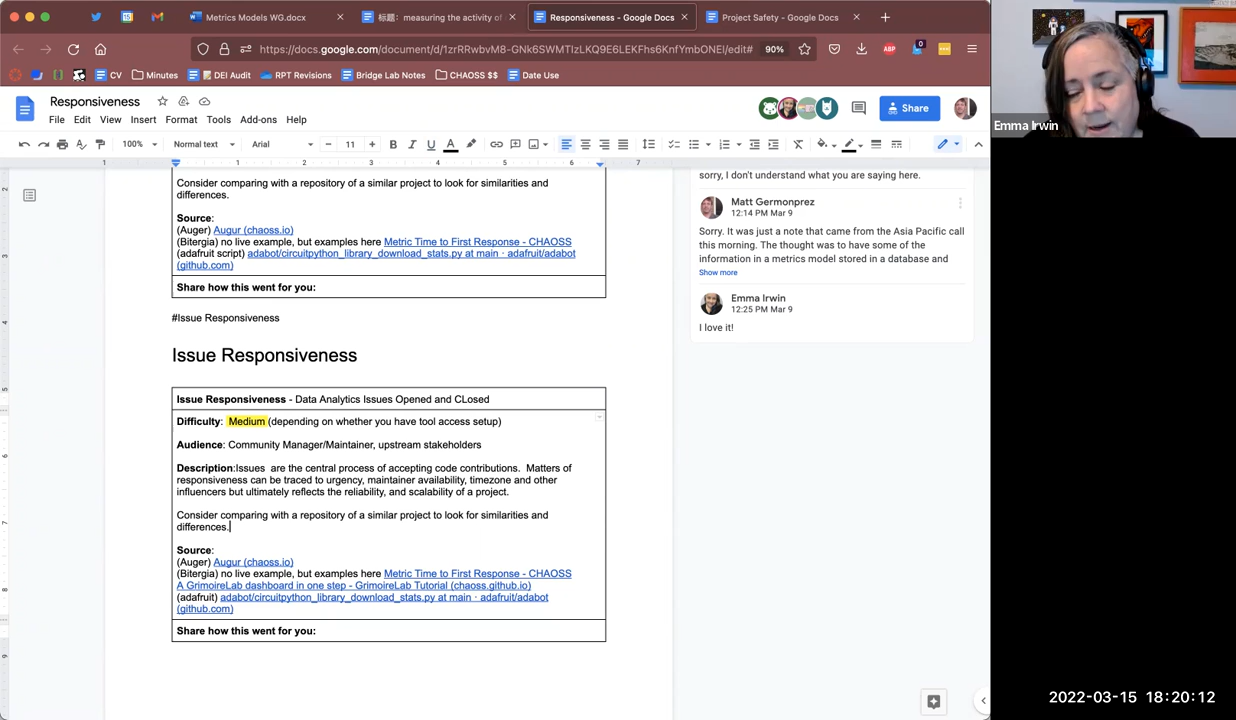 Metrics Models WG.docx
标题: measuring the activity of
Responsiveness - Google Docs
Project Safety - Google Docs
https://docs.google.com/document/d/1zrRRwbvM8-GNk6SWMTIzLKQ9E6LEKFhs6KnfYmbONEI/edit#
90%
ABP
0
CV
Minutes
DEI Audit
RPT Revisions
Bridge Lab Notes
CHAOSS $$
Date Use
Responsiveness
File Edit View Insert Format Tools Add-ons Help
Share
100%
Normal text
Arial
11
B I U A
1 1 2 3 4 5 6 7
Consider comparing with a repository of a similar project to look for similarities and
differences.
Source:
(Auger) Augur (chaoss.io)
(Bitergia) no live example, but examples here Metric Time to First Response - CHAOSS
(adafruit script) adabot/circuitpython_library_download_stats.py at main · adafruit/adabot
(github.com)
Share how this went for you:
#Issue Responsiveness
Issue Responsiveness
Issue Responsiveness - Data Analytics Issues Opened and CLosed
Difficulty: Medium (depending on whether you have tool access setup)
Audience: Community Manager/Maintainer, upstream stakeholders
Description:Issues are the central process of accepting code contributions. Matters of
responsiveness can be traced to urgency, maintainer availability, timezone and other
influencers but ultimately reflects the reliability, and scalability of a project.
Consider comparing with a repository of a similar project to look for similarities and
differences.
Source:
(Auger) Augur (chaoss.io)
(Bitergia) no live example, but examples here Metric Time to First Response - CHAOSS
A GrimoireLab dashboard in one step - GrimoireLab Tutorial (chaoss.github.io)
(adafruit) adabot/circuitpython_library_download_stats.py at main · adafruit/adabot
(github.com)
Share how this went for you:
sorry, I don't understand what you are saying here.
Matt Germonprez
12:14 PM Mar 9
Sorry. It was just a note that came from the Asia Pacific call
this morning. The thought was to have some of the
information in a metrics model stored in a database and
Show more
Emma Irwin
12:25 PM Mar 9
I love it!
Emma Irwin
2022-03-15 18:20:12